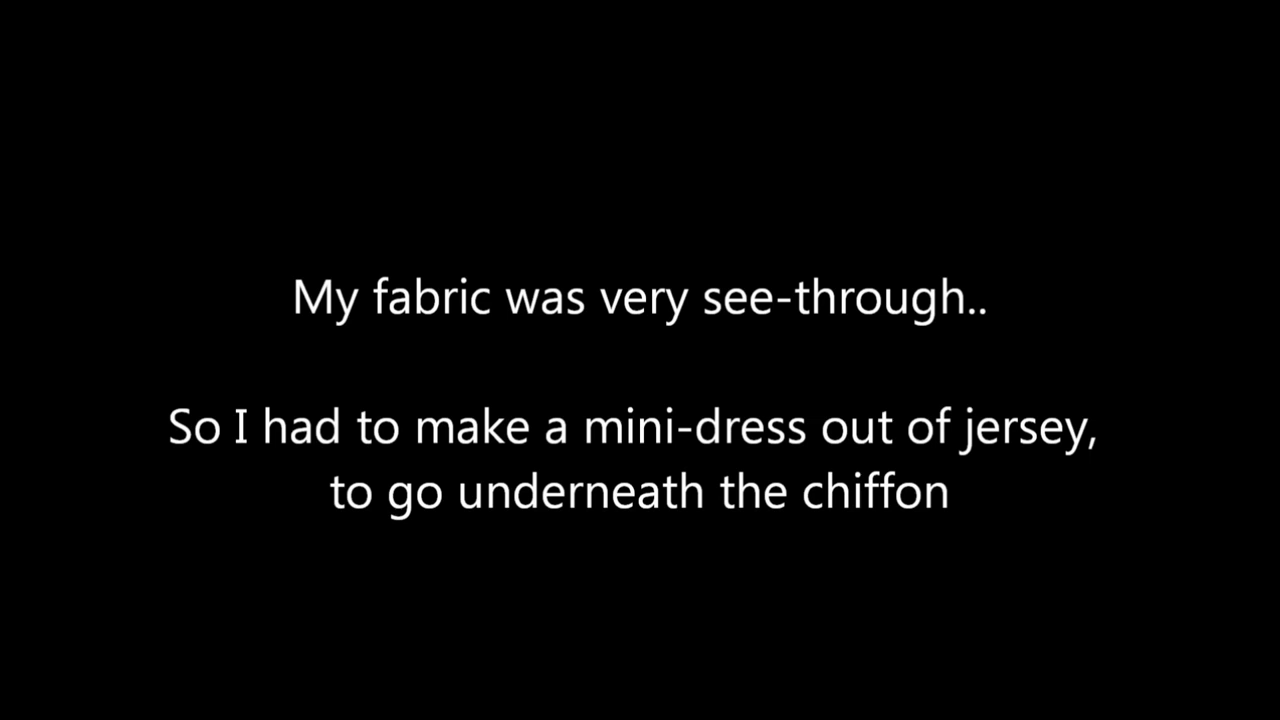 My fabric was very see-through..
So I had to make a mini-dress out of jersey,
to go underneath the chiffon